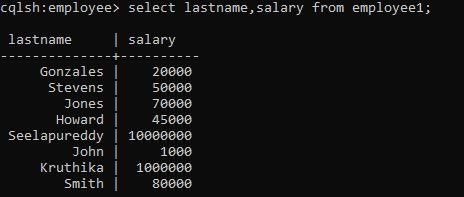 cqlsh:employee> select lastname,salary from employee1;
lastname | salary
--------------+----------
Gonzales | 20000
Stevens | 50000
Jones | 70000
Howard | 45000
Seelapureddy | 10000000
John | 1000
Kruthika | 1000000
Smith | 80000